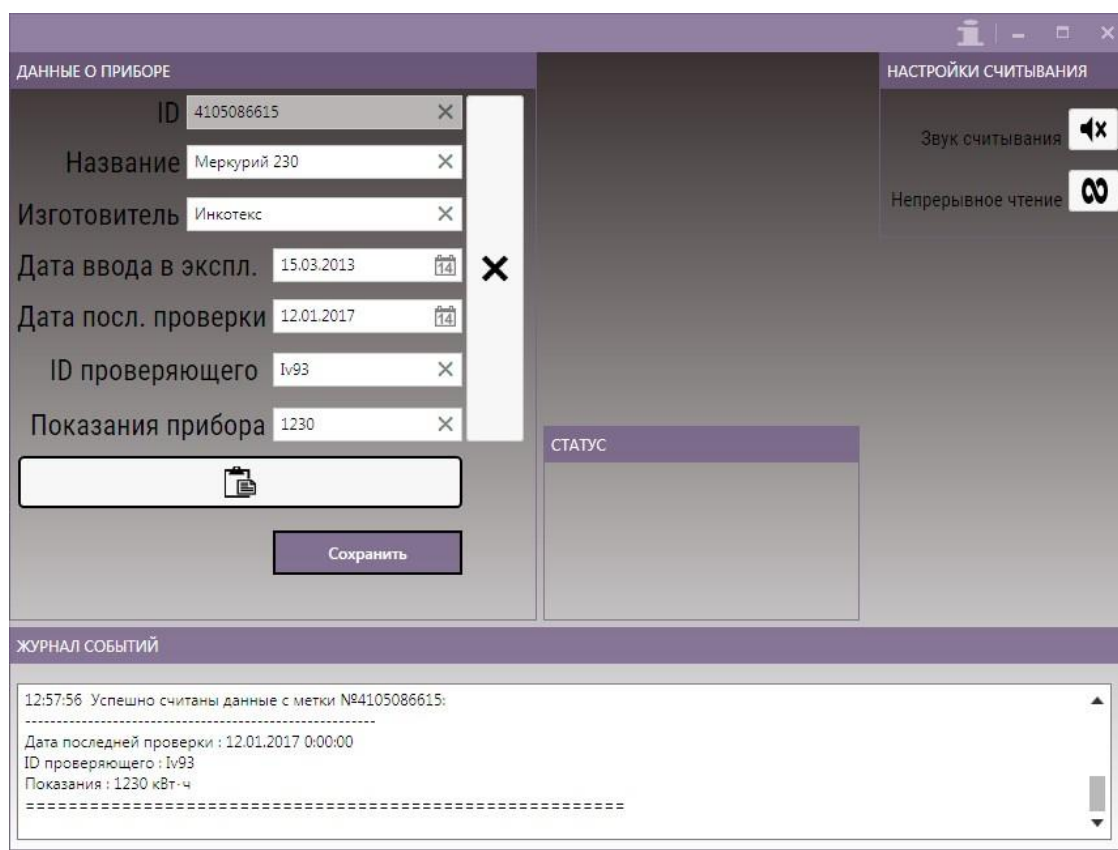 ДАННЫЕ О ПРИБОРЕ
ID 4105086615
Название Меркурий 230
Изготовитель Инкотекс
Дата ввода в экспл. 15.03.2013 14
Дата посл. проверки 12.01.2017 14
ID проверяющего Iv93
Показания прибора 1230
Сохранить
СТАТУС
НАСТРОЙКИ СЧИТЫВАНИЯ
Звук считывания
Непрерывное чтение
ЖУРНАЛ СОБЫТИЙ
12:57:56 Успешно считаны данные с метки №4105086615:
--------------------------------------------------------
Дата последней проверки : 12.01.2017 0:00:00
ID проверяющего : Iv93
Показания : 1230 кВт·ч
=========================================================